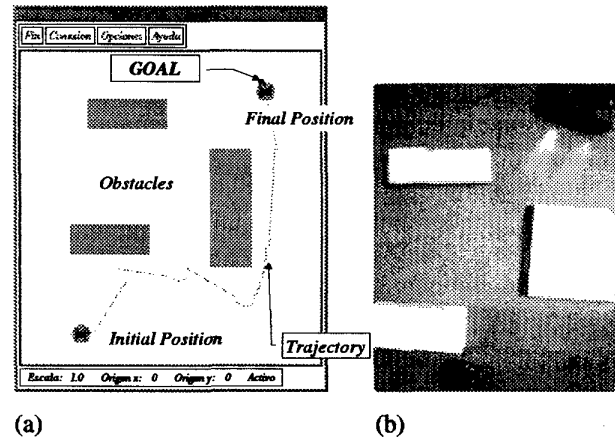 Fin Conexion Opciones Ayuda
GOAL
Final Position
Obstacles
Initial Position
Trajectory
Escala: 1.0 Origen x: 0 Origen y: 0 Activo
(a) (b)